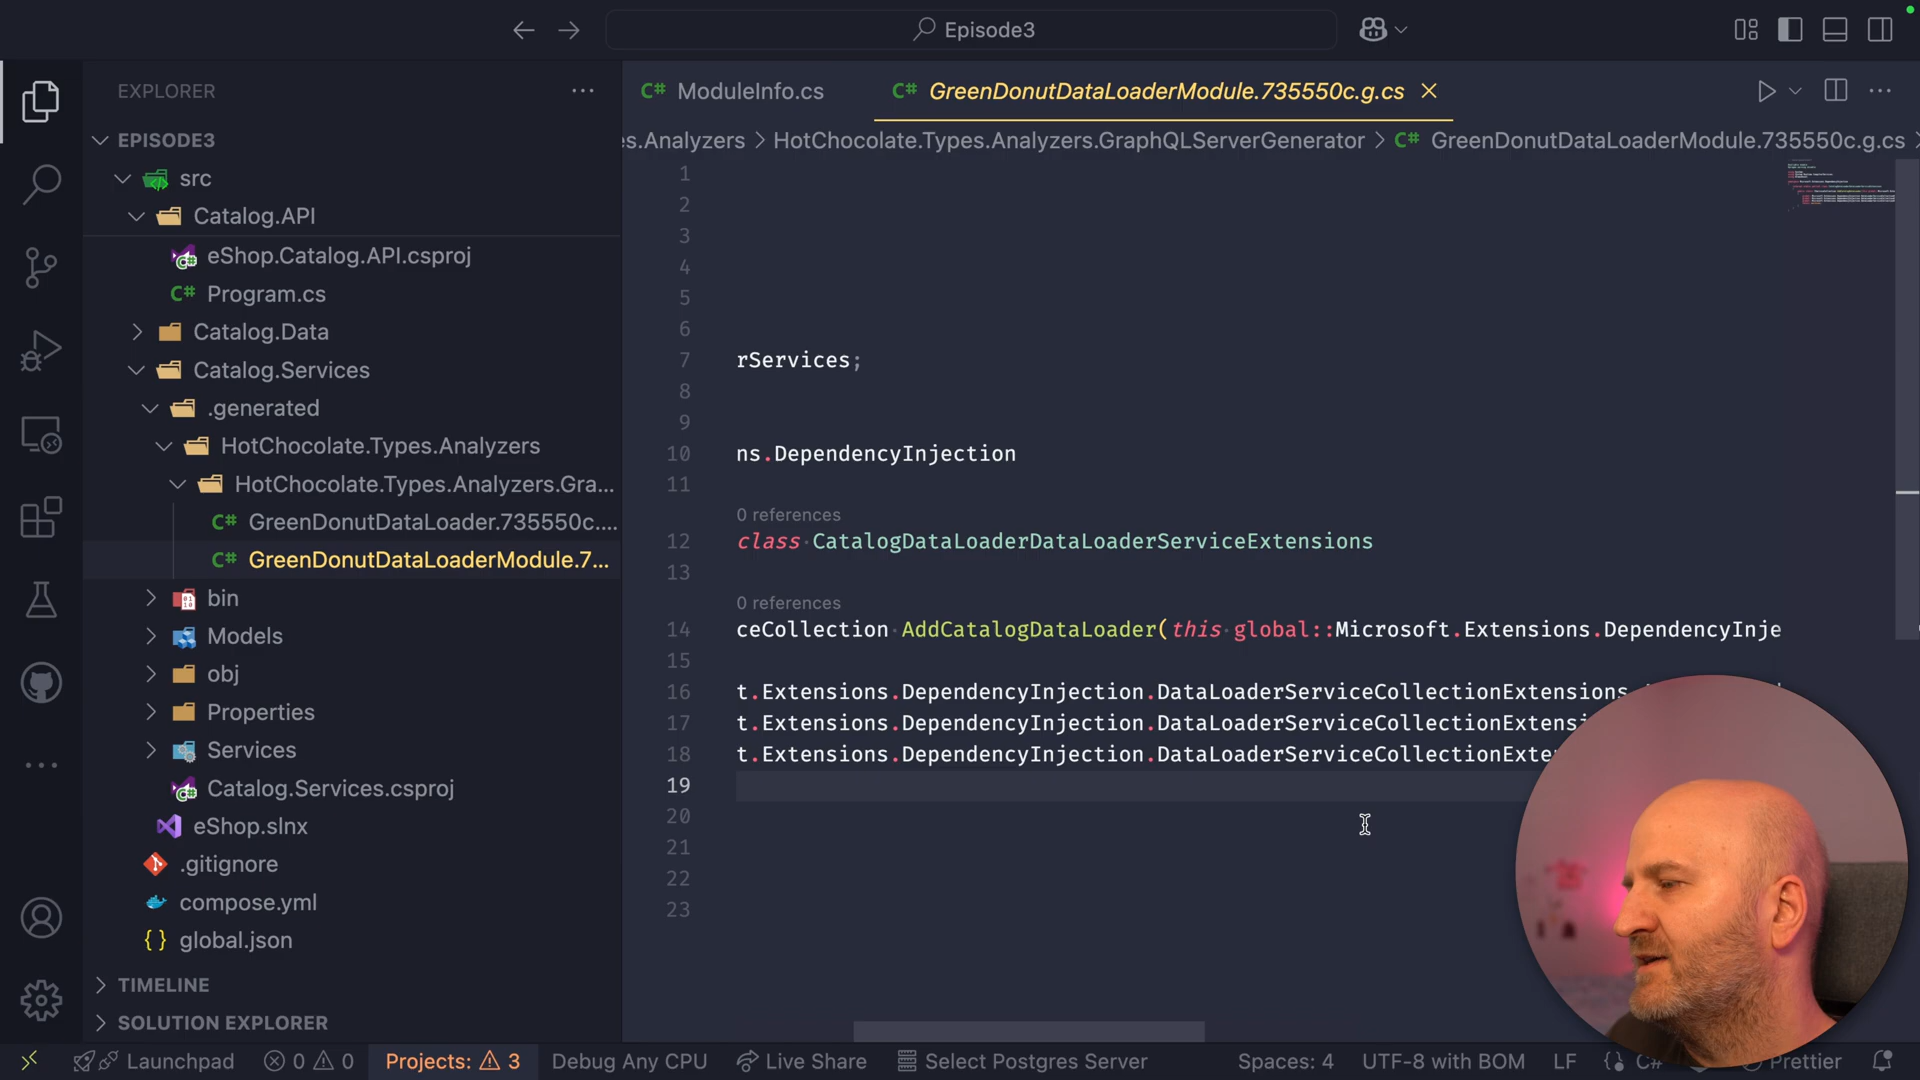 Episode3
EXPLORER
EPISODE3
src
Catalog.API
eShop.Catalog.API.csproj
Program.cs
Catalog.Data
Catalog.Services
.generated
HotChocolate.Types.Analyzers
HotChocolate.Types.Analyzers.Gra...
GreenDonutDataLoader.735550c....
GreenDonutDataLoaderModule.7...
bin
Models
obj
Properties
Services
Catalog.Services.csproj
eShop.slnx
.gitignore
compose.yml
global.json
TIMELINE
SOLUTION EXPLORER
ModuleInfo.cs
GreenDonutDataLoaderModule.735550c.g.cs
s.Analyzers > HotChocolate.Types.Analyzers.GraphQLServerGenerator > GreenDonutDataLoaderModule.735550c.g.cs >
1
2
3
4
5
6
7 rServices;
8
9
10 ns.DependencyInjection
11
0 references
12 class CatalogDataLoaderDataLoaderServiceExtensions
13
0 references
14 ceCollection AddCatalogDataLoader(this global::Microsoft.Extensions.DependencyInje
15
16 t.Extensions.DependencyInjection.DataLoaderServiceCollectionExtensions.
17 t.Extensions.DependencyInjection.DataLoaderServiceCollectionExtensi
18 t.Extensions.DependencyInjection.DataLoaderServiceCollectionExte
19
20
21
22
23
Launchpad 0 0 Projects: 3 Debug Any CPU Live Share Select Postgres Server Spaces: 4 UTF-8 with BOM LF C# Prettier